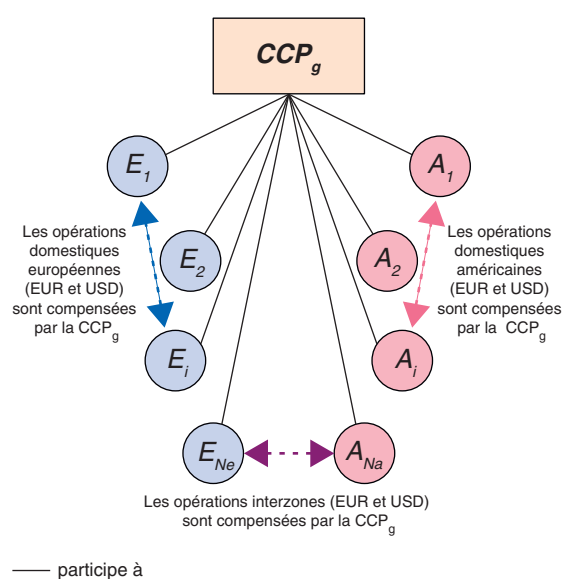 CCPg
E1
A1
Les opérations
domestiques
européennes
(EUR et USD)
sont compensées
par la CCPg
E2
A2
Les opérations
domestiques
américaines
(EUR et USD)
sont compensées
par la CCPg
Ei
Ai
ENe
ANa
Les opérations interzones (EUR et USD)
sont compensées par la CCPg
participe à